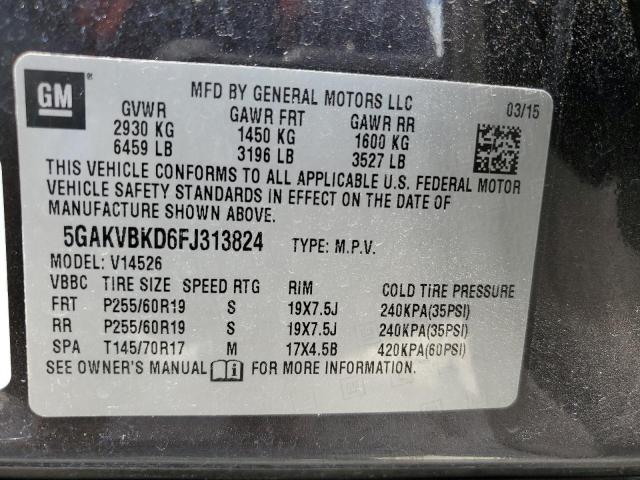 GM ®
MFD BY GENERAL MOTORS LLC
03/15
GVWR GAWR FRT GAWR RR
2930 KG 1450 KG 1600 KG
6459 LB 3196 LB 3527 LB
THIS VEHICLE CONFORMS TO ALL APPLICABLE U.S. FEDERAL MOTOR
VEHICLE SAFETY STANDARDS IN EFFECT ON THE DATE OF
MANUFACTURE SHOWN ABOVE.
5GAKVBKD6FJ313824 TYPE: M.P.V.
MODEL: V14526
VBBC TIRE SIZE SPEED RTG RIM COLD TIRE PRESSURE
FRT P255/60R19 S 19X7.5J 240KPA(35PSI)
RR P255/60R19 S 19X7.5J 240KPA(35PSI)
SPA T145/70R17 M 17X4.5B 420KPA(60PSI)
SEE OWNER'S MANUAL FOR MORE INFORMATION.